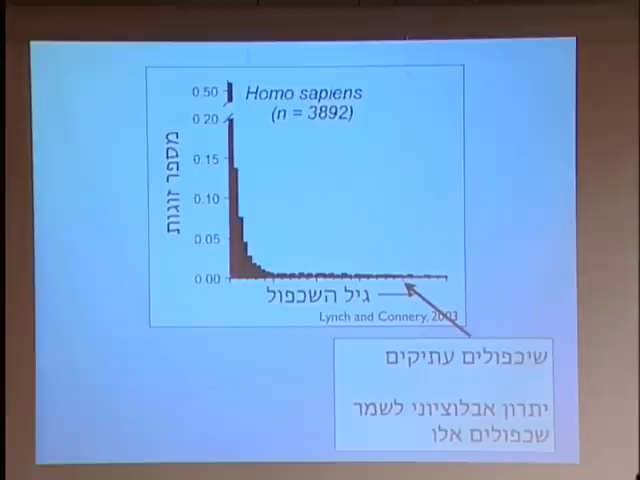 0.50
Homo sapiens
(n = 3892)
0.20
0.15
0.10
0.05
0.00
מספר זוגות
גיל השכפול
Lynch and Connery, 2003
שיכפולים עתיקים
יתרון אבלוציוני לשמר
שכפולים אלו